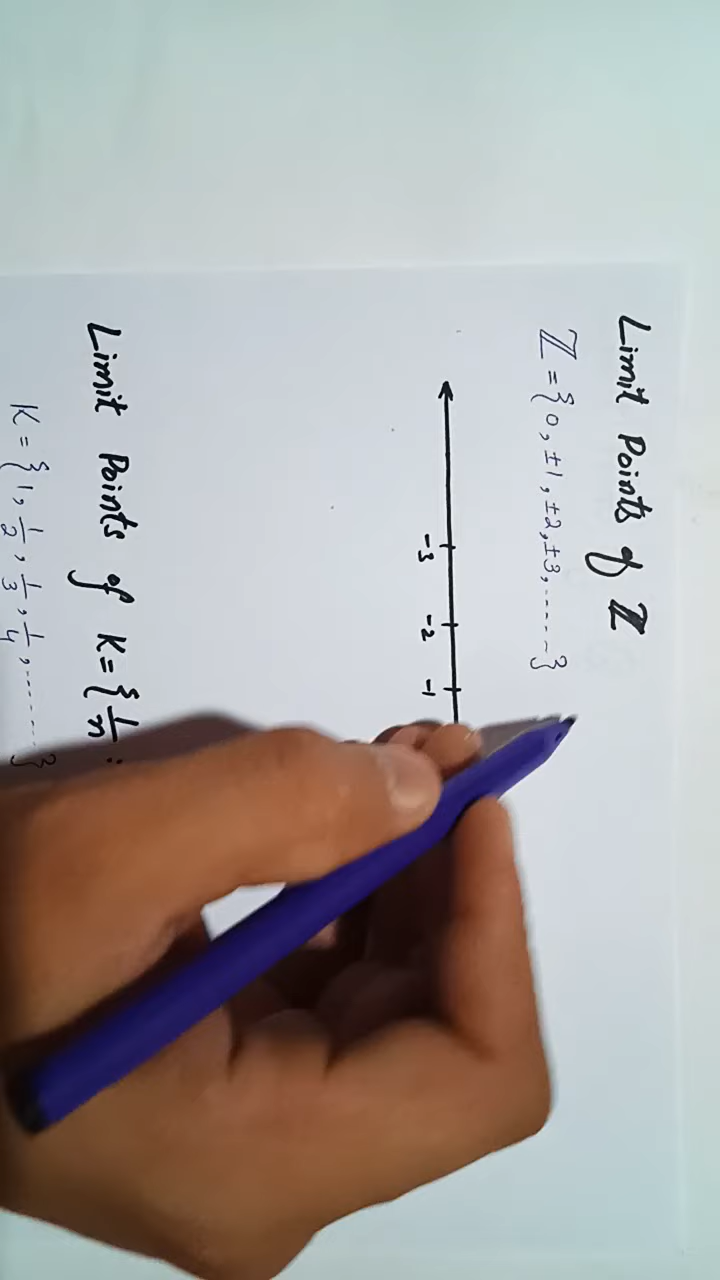 Limit Points of ℤ
ℤ = {0, ±1, ±2, ±3, ------}
-3 -2 -1
Limit Points of K = {1/n :
K = {1, 1/2, 1/3, 1/4, ------}